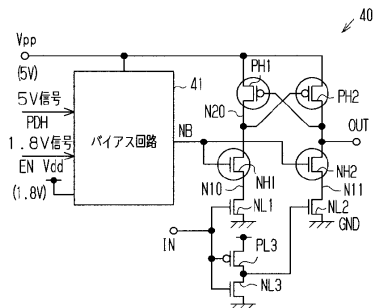 40
Vpp
(5V)
PH1
41
5V信号
PDH
N20
PH2
1.8V信号
バイアス回路
NB
OUT
EN Vdd
(1.8V)
NH1
NH2
N10
N11
NL1
NL2
IN
PL3
GND
NL3